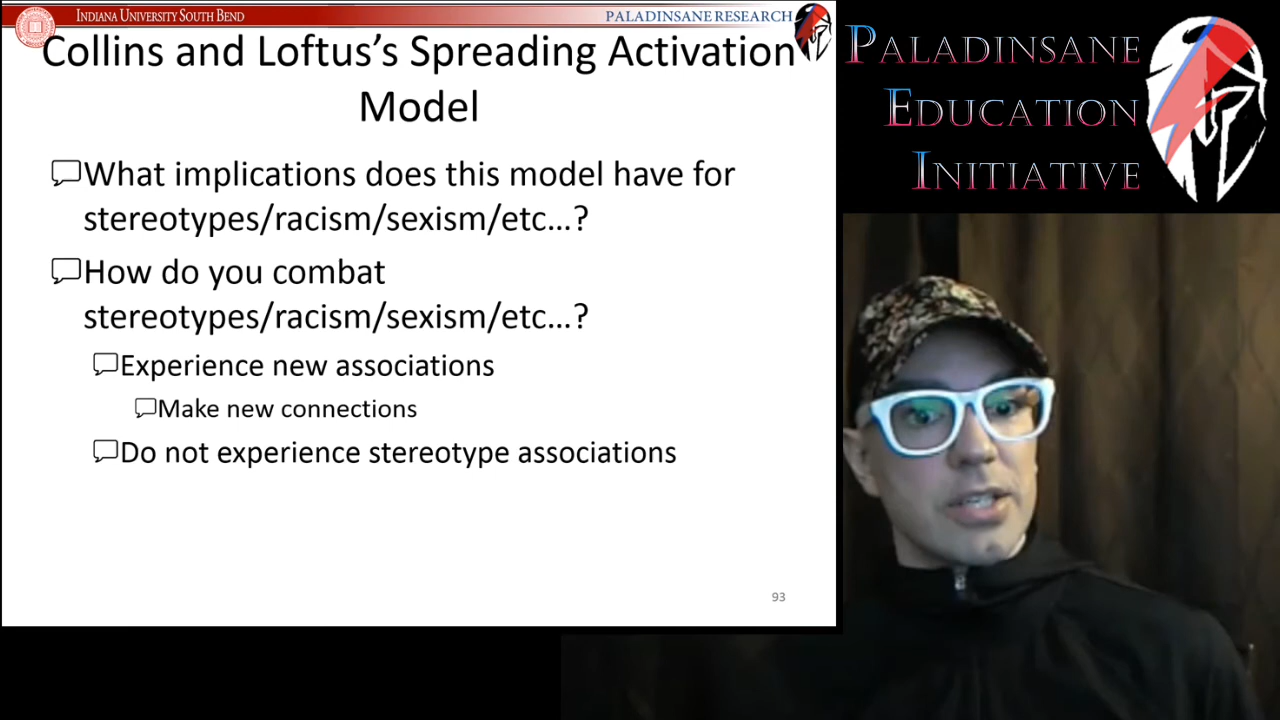 INDIANA UNIVERSITY SOUTH BEND
PALADINSANE RESEARCH
Collins and Loftus's Spreading Activation
Model
What implications does this model have for
stereotypes/racism/sexism/etc...?
How do you combat
stereotypes/racism/sexism/etc...?
Experience new associations
Make new connections
Do not experience stereotype associations
93
PALADINSANE
EDUCATION
INITIATIVE